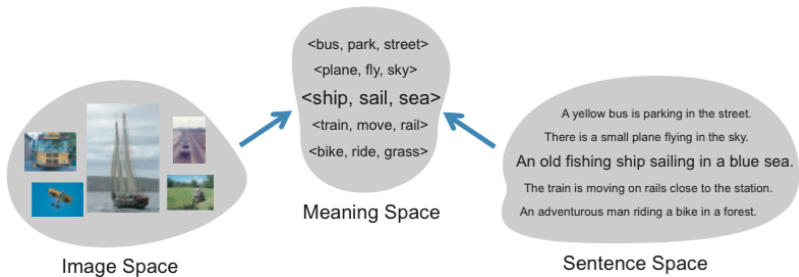 <bus, park, street>
<plane, fly, sky>
<ship, sail, sea>
<train, move, rail>
<bike, ride, grass>
Meaning Space
Image Space
A yellow bus is parking in the street.
There is a small plane flying in the sky.
An old fishing ship sailing in a blue sea.
The train is moving on rails close to the station.
An adventurous man riding a bike in a forest.
Sentence Space